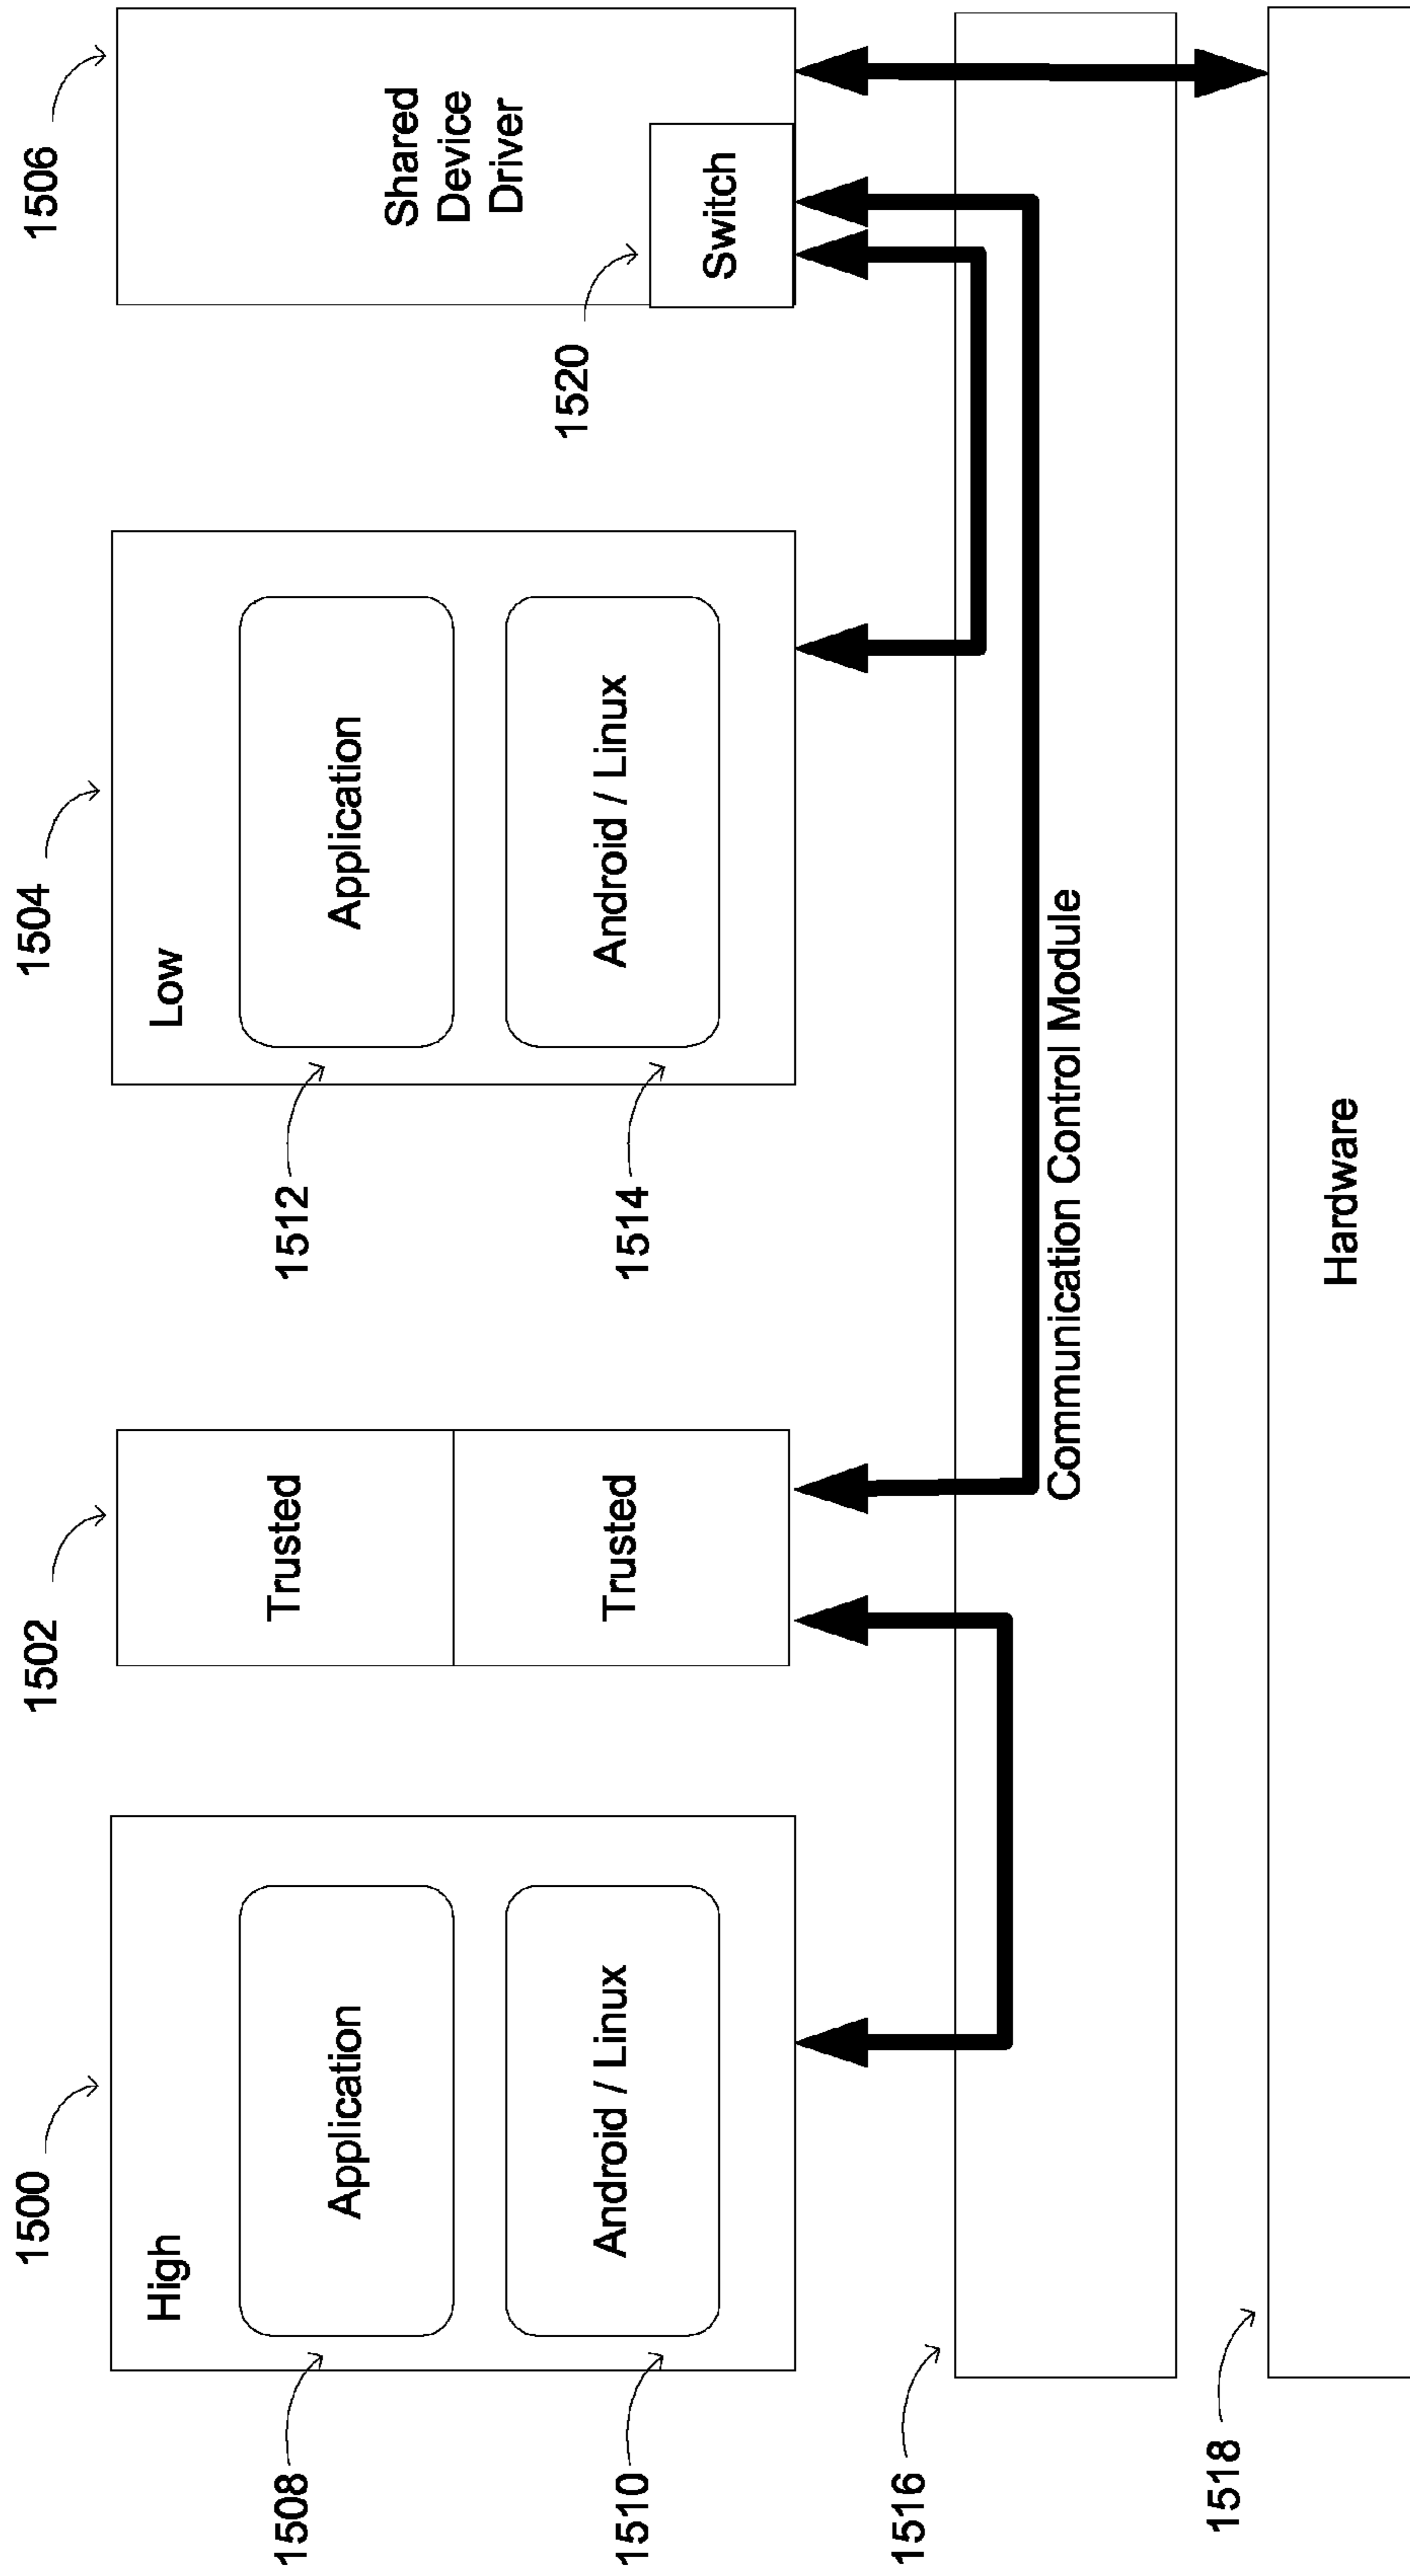 1500
1502
1504
1506
High
Low
Application
Android / Linux
Trusted
Trusted
Application
Android / Linux
Shared
Device
Driver
Switch
1508
1510
1512
1514
1520
1516
Communication Control Module
1518
Hardware